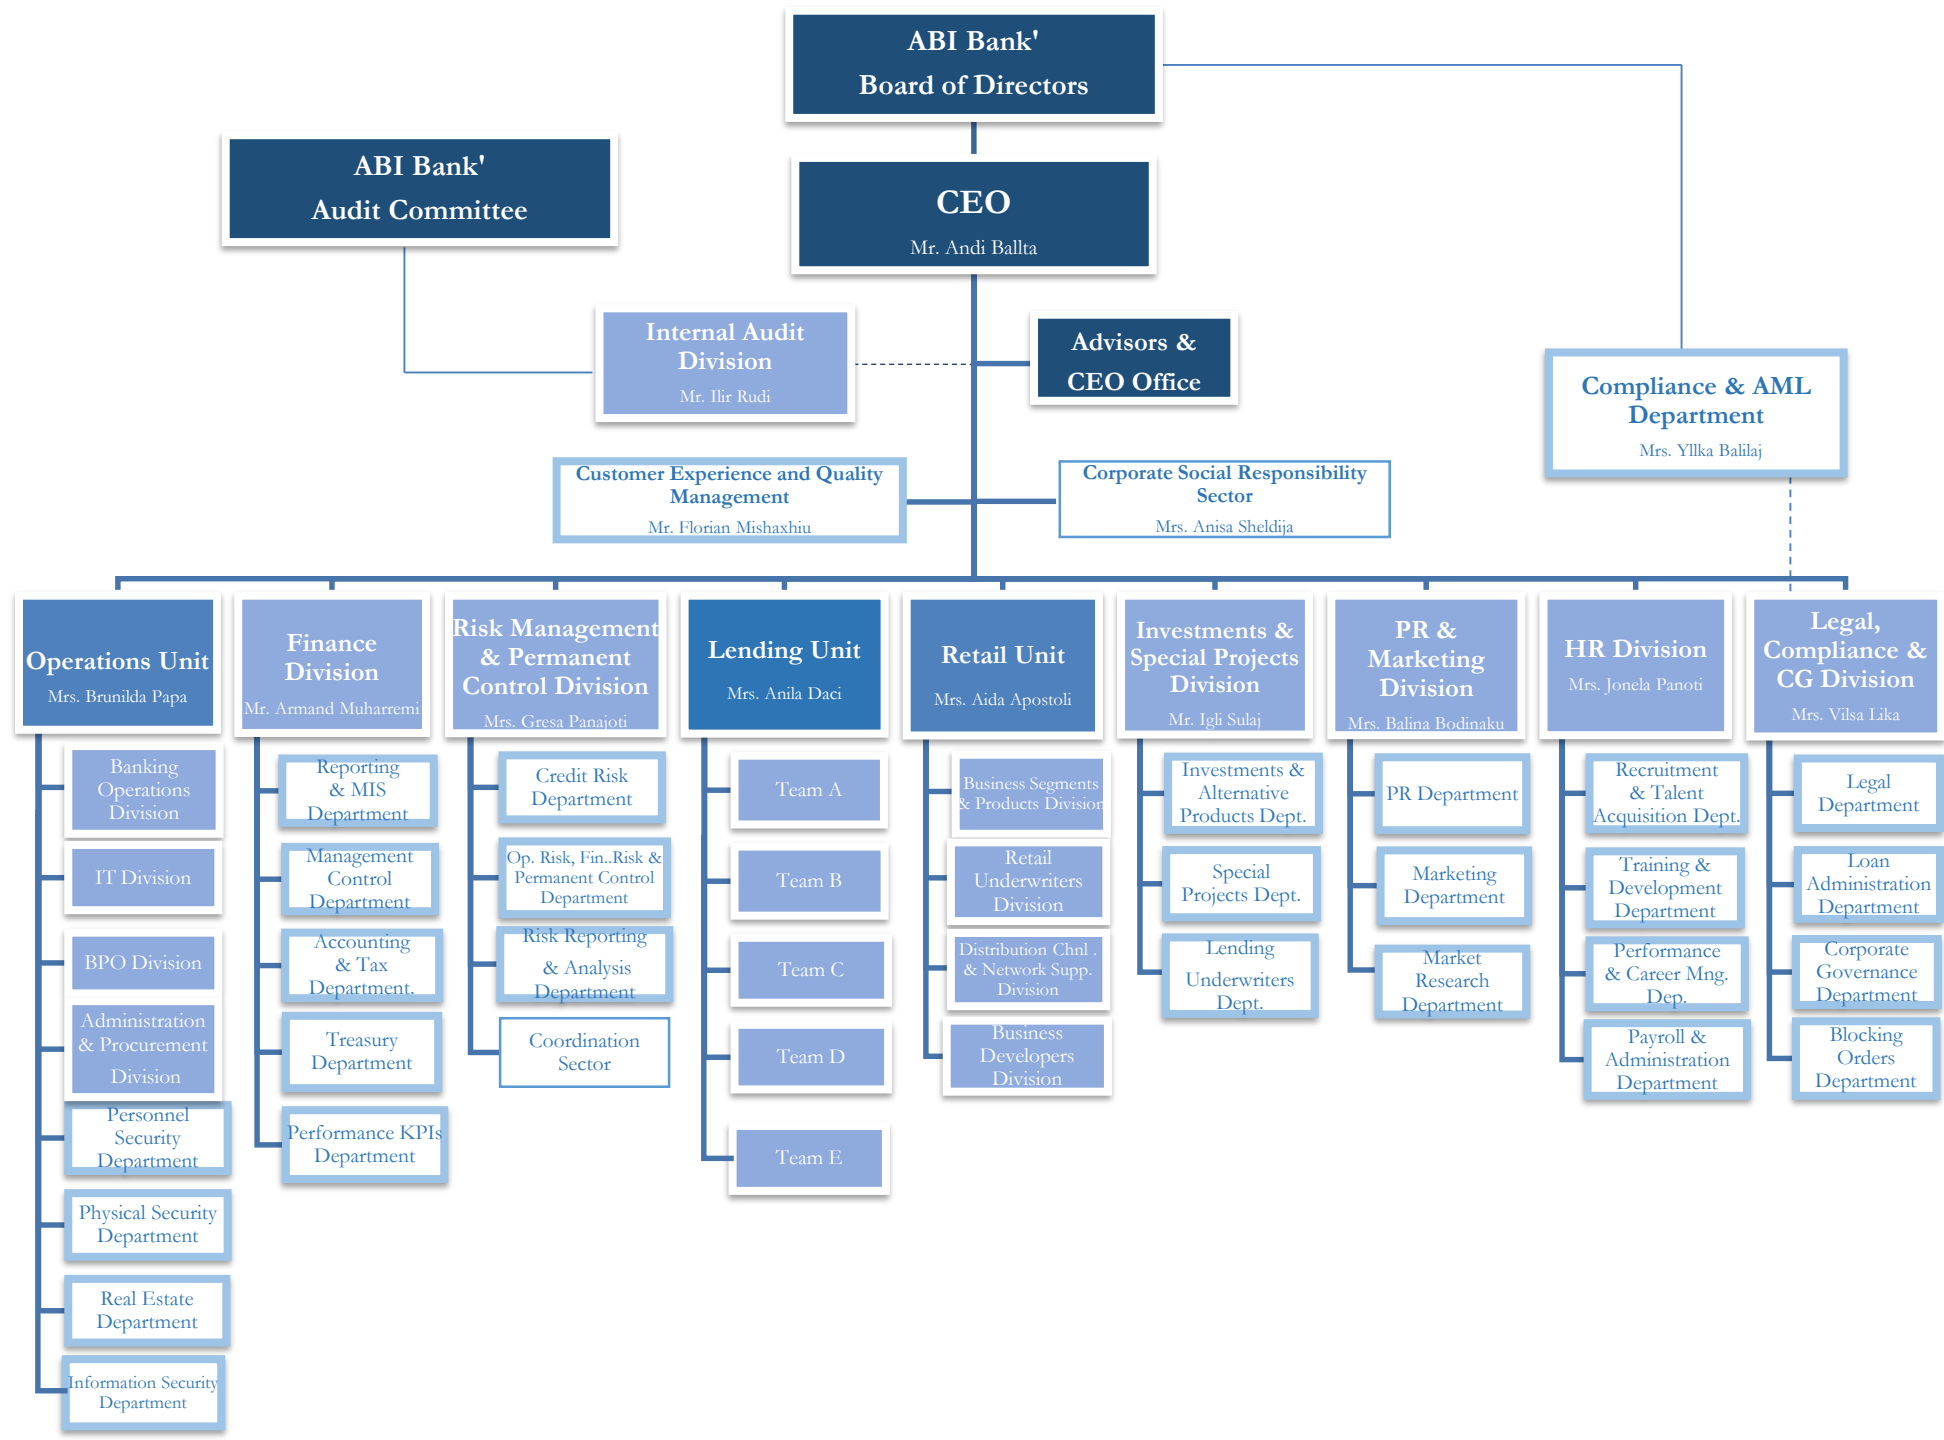 ABI Bank'
Board of Directors
ABI Bank'
Audit Committee
CEO
Mr. Andi Ballta
Internal Audit
Division
Mr. Ilir Rudi
Advisors &
CEO Office
Compliance & AML
Department
Mrs. Yllka Balilaj
Customer Experience and Quality
Management
Mr. Florian Mishaxhiu
Corporate Social Responsibility
Sector
Mrs. Anisa Sheldija
Operations Unit
Mrs. Brunilda Papa
Banking
Operations
Division
IT Division
BPO Division
Administration
& Procurement
Division
Personnel
Security
Department
Physical Security
Department
Real Estate
Department
Information Security
Department
Finance
Division
Mr. Armand Muharremi
Reporting
& MIS
Department
Management
Control
Department
Accounting
& Tax
Department.
Treasury
Department
Performance KPIs
Department
Risk Management
& Permanent
Control Division
Mrs. Gresa Panajoti
Credit Risk
Department
Op. Risk, Fin..Risk &
Permanent Control
Department
Risk Reporting
& Analysis
Department
Coordination
Sector
Lending Unit
Mrs. Anila Daci
Team A
Team B
Team C
Team D
Team E
Retail Unit
Mrs. Aida Apostoli
Business Segments
& Products Division
Retail
Underwriters
Division
Distribution Chnl .
& Network Supp.
Division
Business
Developers
Division
Investments &
Special Projects
Division
Mr. Igli Sulaj
Investments &
Alternative
Products Dept.
Special
Projects Dept.
Lending
Underwriters
Dept.
PR &
Marketing
Division
Mrs. Balina Bodinaku
PR Department
Marketing
Department
Market
Research
Department
HR Division
Mrs. Jonela Panoti
Recruitment
& Talent
Acquisition Dept.
Training &
Development
Department
Performance
& Career Mng.
Dep.
Payroll &
Administration
Department
Legal,
Compliance &
CG Division
Mrs. Vilsa Lika
Legal
Department
Loan
Administration
Department
Corporate
Governance
Department
Blocking
Orders
Department